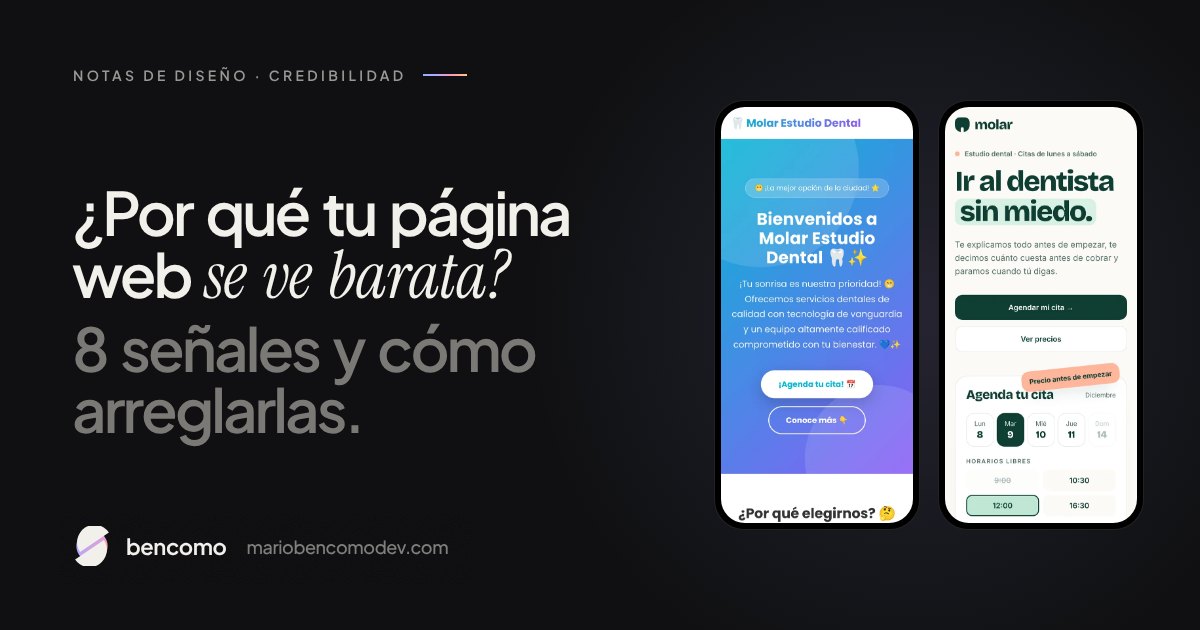 NOTAS DE DISEÑO · CREDIBILIDAD
¿Por qué tu página
web se ve barata?
8 señales y cómo
arreglarlas.
bencomo mariobencomodev.com
🦷 Molar Estudio Dental
😁 ¡La mejor opción de la ciudad! ⭐
Bienvenidos a
Molar Estudio
Dental 🦷✨
¡Tu sonrisa es nuestra prioridad! 😁
Ofrecemos servicios dentales de
calidad con tecnología de vanguardia
y un equipo altamente calificado
comprometido con tu bienestar. 💙✨
¡Agenda tu cita! 📅
Conoce más 👇
¿Por qué elegirnos? 🤔
molar
Estudio dental · Citas de lunes a sábado
Ir al dentista
sin miedo.
Te explicamos todo antes de empezar, te
decimos cuánto cuesta antes de cobrar y
paramos cuando tú digas.
Agendar mi cita →
Ver precios
Precio antes de empezar
Agenda tu cita Diciembre
Lun Mar Mié Jue Dom
8 9 10 11 14
HORARIOS LIBRES
9:00 10:30
12:00 16:30